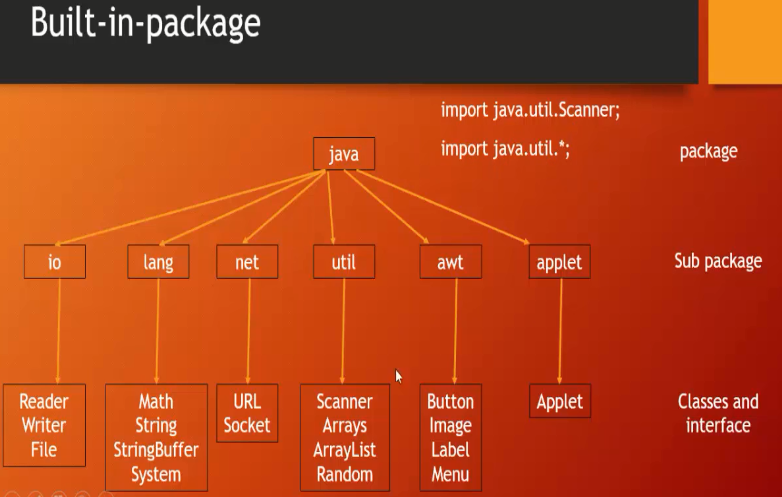 Built-in-package
import java.util.Scanner;
import java.util.*;
java
package
io
lang
net
util
awt
applet
Sub package
Reader
Writer
File
Math
String
StringBuffer
System
URL
Socket
Scanner
Arrays
ArrayList
Random
Button
Image
Label
Menu
Applet
Classes and
interface